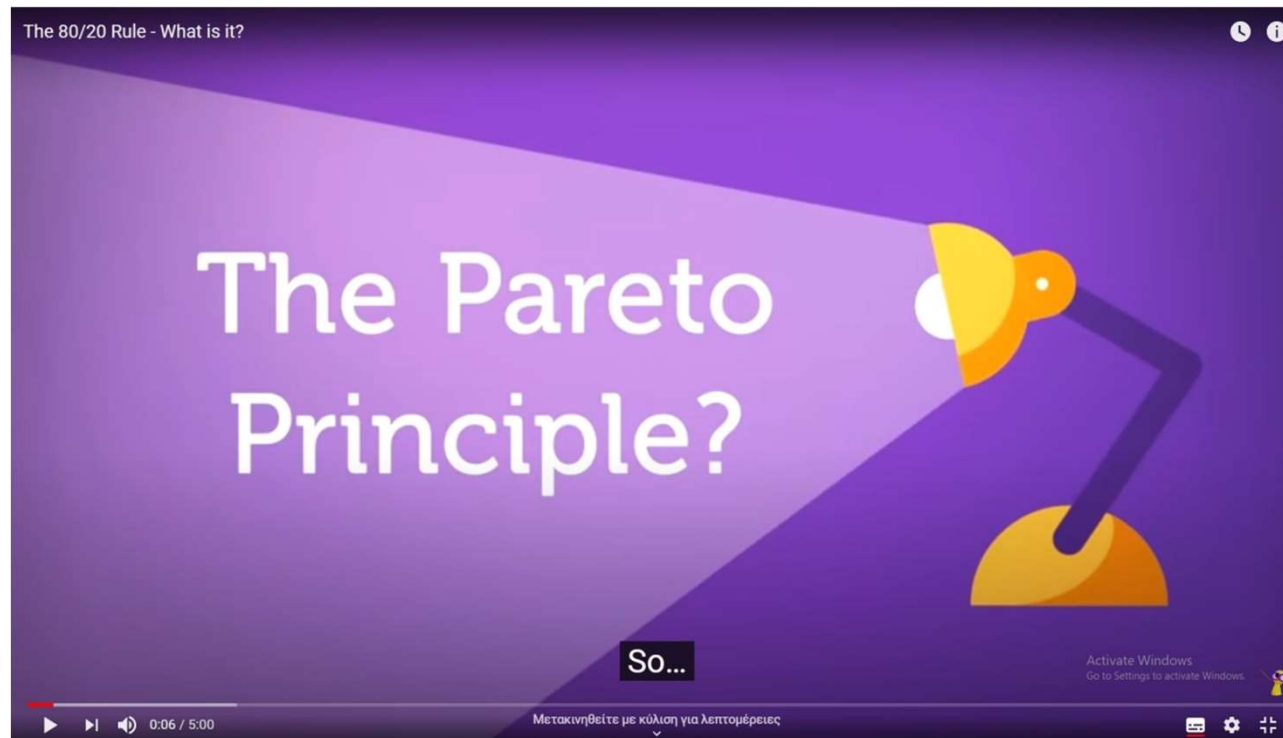 The 80/20 Rule - What is it?
The Pareto
Principle?
So...
Activate Windows
Go to Settings to activate Windows.
0:06 / 5:00
Μετακινηθείτε με κύλιση για λεπτομέρειες